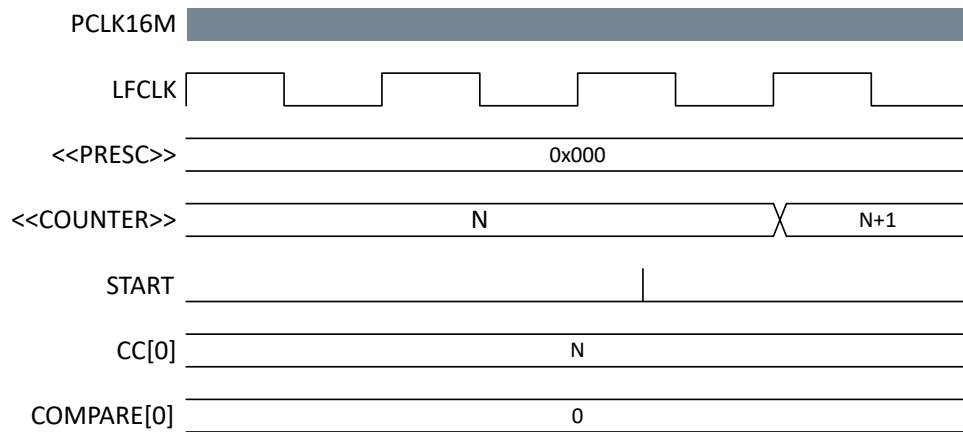 PCLK16M
LFCLK
<<PRESC>> 0x000
<<COUNTER>> N N+1
START
CC[0] N
COMPARE[0] 0